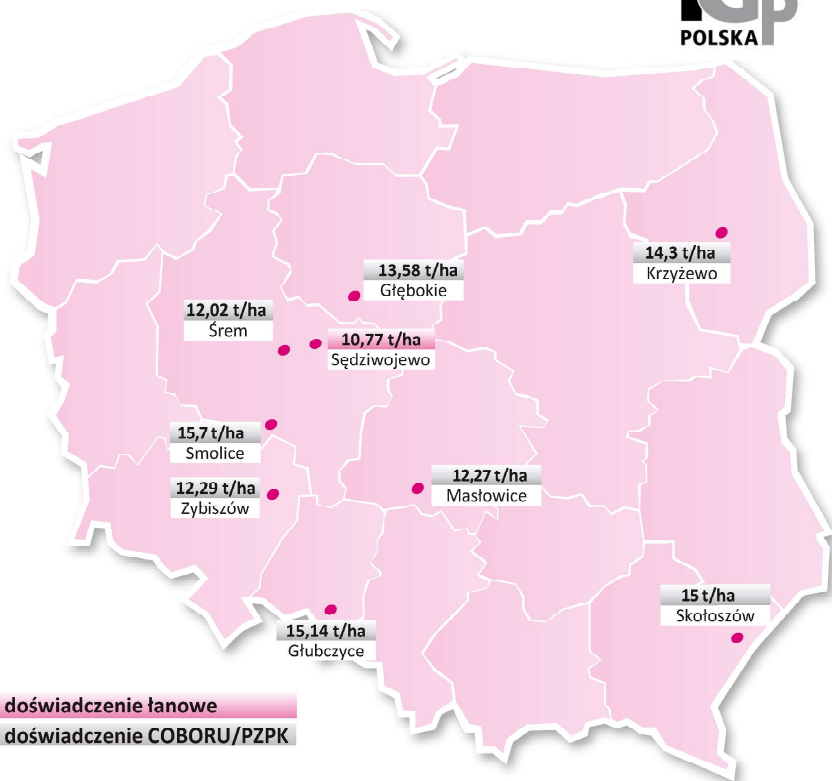 POLSKA
14,3 t/ha
Krzyżewo
13,58 t/ha
Głębokie
12,02 t/ha
Śrem
10,77 t/ha
Sędziwojewo
15,7 t/ha
Smolice
12,29 t/ha
Zybiszów
12,27 t/ha
Masłowice
15 t/ha
Skołoszów
15,14 t/ha
Głubczyce
doświadczenie łanowe
doświadczenie COBORU/PZPK